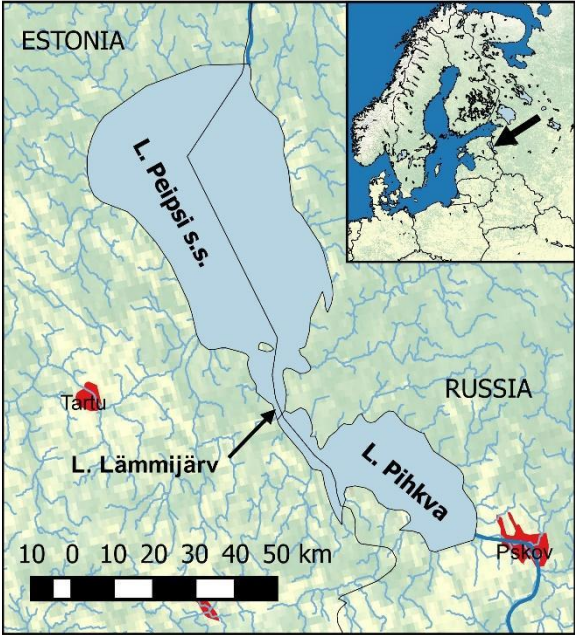 ESTONIA
L. Peipsi s.s.
Tartu
RUSSIA
L. Lämmijärv
L. Pihkva
Pskov
10 0 10 20 30 40 50 km